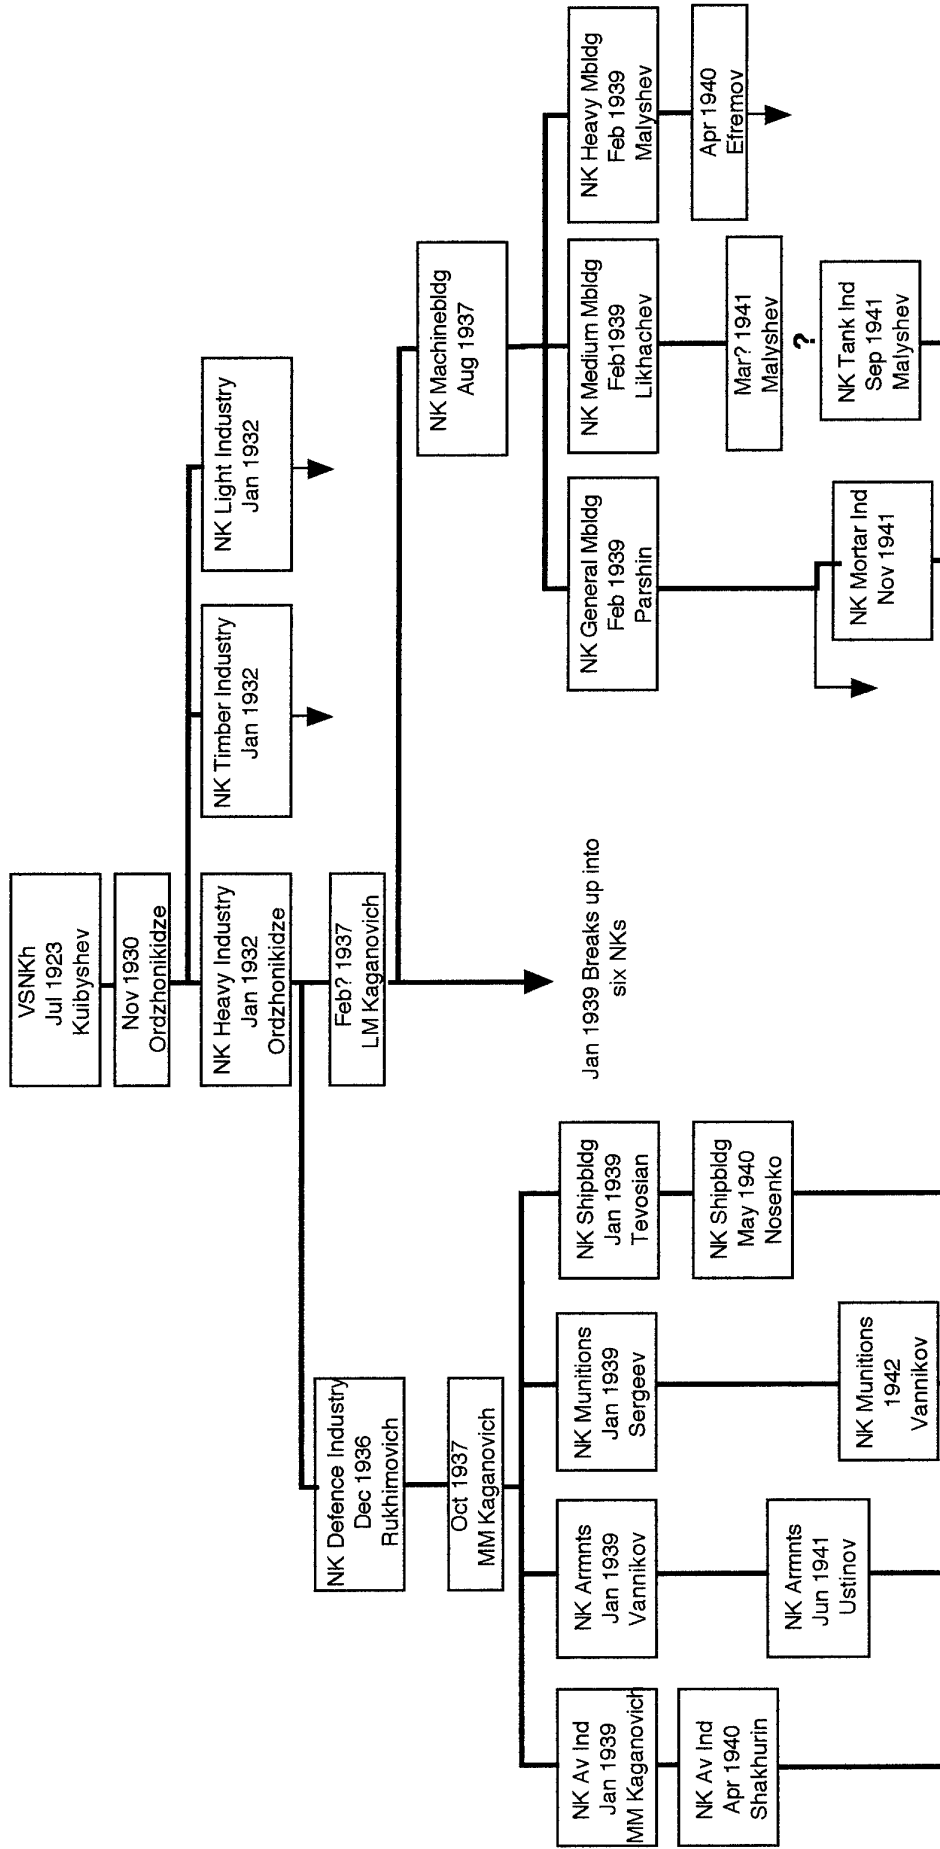 VSNKh
Jul 1923
Kuibyshev
Nov 1930
Ordzhonikidze
NK Heavy Industry
Jan 1932
Ordzhonikidze
NK Timber Industry
Jan 1932
NK Light Industry
Jan 1932
Feb? 1937
LM Kaganovich
NK Defence Industry
Dec 1936
Rukhimovich
Oct 1937
MM Kaganovich
NK Machinebldg
Aug 1937
Jan 1939 Breaks up into
six NKs
NK Av Ind
Jan 1939
MM Kaganovich
NK Armnts
Jan 1939
Vannikov
NK Munitions
Jan 1939
Sergeev
NK Shipbldg
Jan 1939
Tevosian
NK General Mbldg
Feb 1939
Parshin
NK Medium Mbldg
Feb1939
Likhachev
NK Heavy Mbldg
Feb 1939
Malyshev
NK Av Ind
Apr 1940
Shakhurin
NK Armnts
Jun 1941
Ustinov
NK Munitions
1942
Vannikov
NK Shipbldg
May 1940
Nosenko
Mar? 1941
Malyshev
Apr 1940
Efremov
?
NK Mortar Ind
Nov 1941
NK Tank Ind
Sep 1941
Malyshev